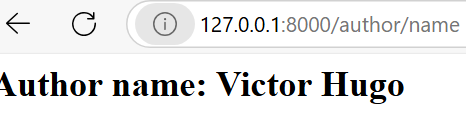 127.0.0.1:8000/author/name
Author name: Victor Hugo